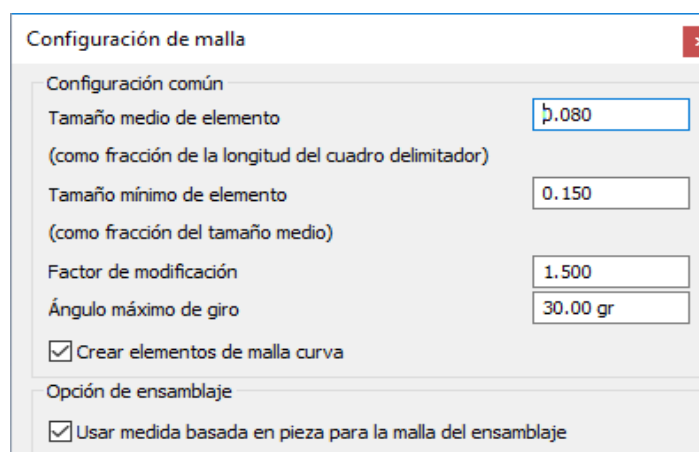 Configuración de malla
Configuración común
Tamaño medio de elemento 0.080
(como fracción de la longitud del cuadro delimitador)
Tamaño mínimo de elemento 0.150
(como fracción del tamaño medio)
Factor de modificación 1.500
Ángulo máximo de giro 30.00 gr
Crear elementos de malla curva
Opción de ensamblaje
Usar medida basada en pieza para la malla del ensamblaje